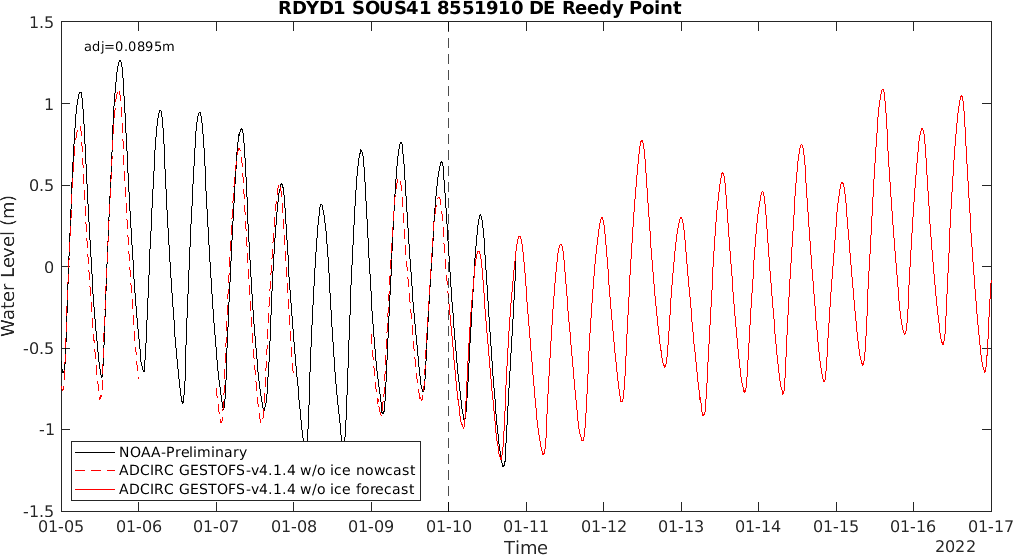 RDYD1 SOUS41 8551910 DE Reedy Point
adj=0.0895m
1.5
1
0.5
0
-0.5
-1
-1.5
Water Level (m)
NOAA-Preliminary
ADCIRC GESTOFS-v4.1.4 w/o ice nowcast
ADCIRC GESTOFS-v4.1.4 w/o ice forecast
01-05 01-06 01-07 01-08 01-09 01-10 01-11 01-12 01-13 01-14 01-15 01-16 01-17
Time
2022